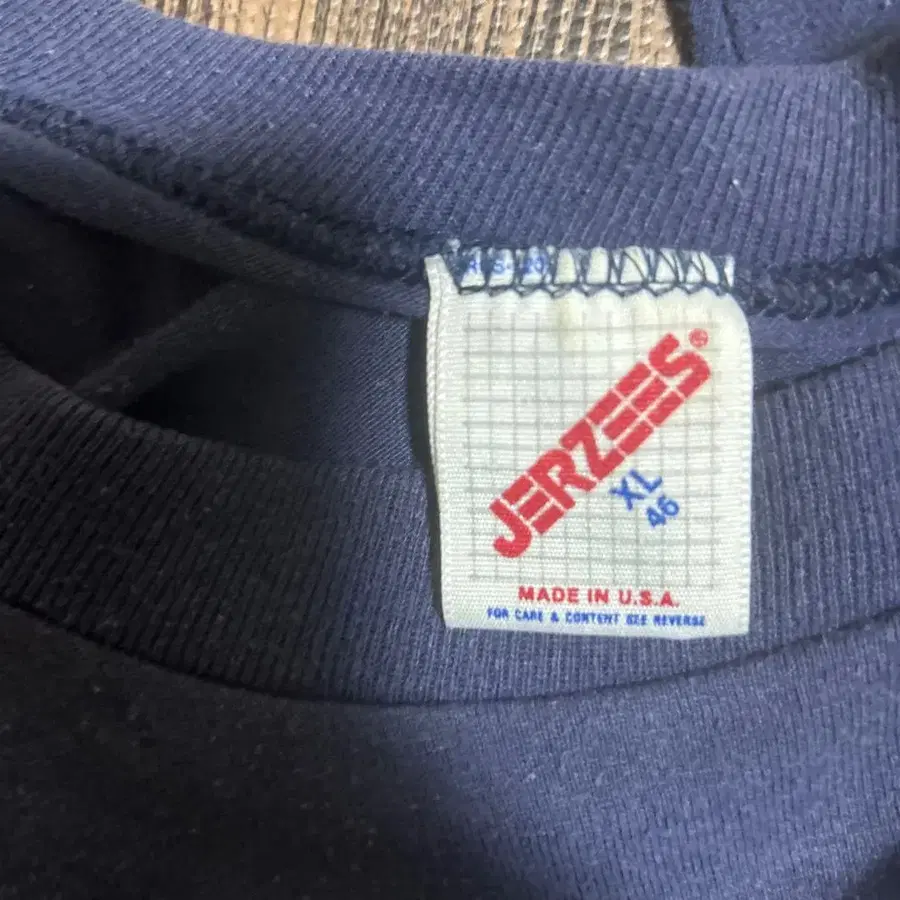 JERZEES®
XL
46
MADE IN U.S.A.
FOR CARE & CONTENT SEE REVERSE